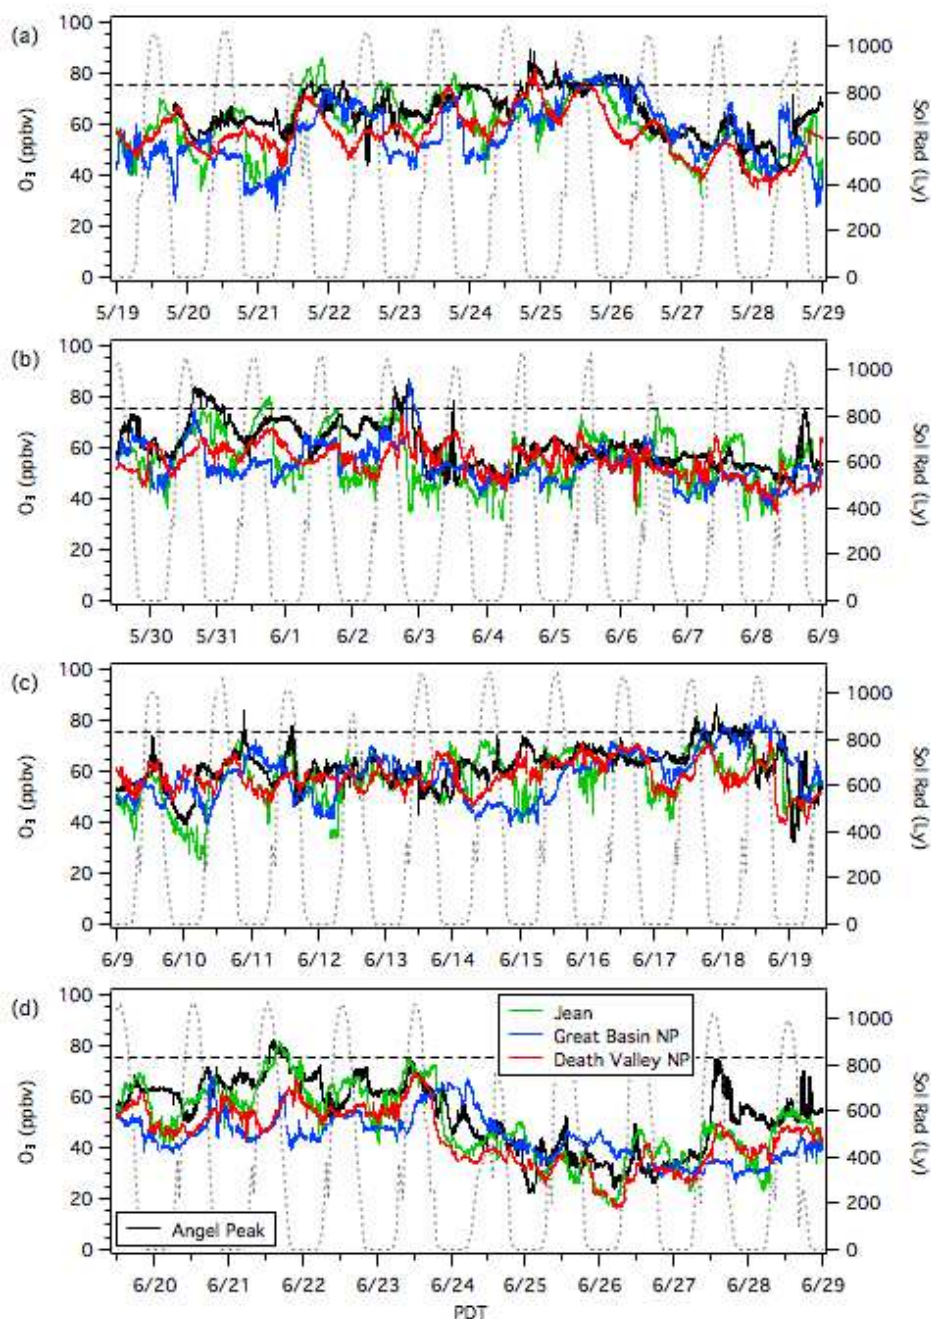 (a)
100
80
60
40
20
0
O₃ (ppbv)
1000
800
600
400
200
0
Sol Rad (Ly)
5/19 5/20 5/21 5/22 5/23 5/24 5/25 5/26 5/27 5/28 5/29
(b)
100
80
60
40
20
0
O₃ (ppbv)
1000
800
600
400
200
0
Sol Rad (Ly)
5/30 5/31 6/1 6/2 6/3 6/4 6/5 6/6 6/7 6/8 6/9
(c)
100
80
60
40
20
0
O₃ (ppbv)
1000
800
600
400
200
0
Sol Rad (Ly)
6/9 6/10 6/11 6/12 6/13 6/14 6/15 6/16 6/17 6/18 6/19
(d)
100
80
60
40
20
0
O₃ (ppbv)
Jean
Great Basin NP
Death Valley NP
Angel Peak
1000
800
600
400
200
0
Sol Rad (Ly)
6/20 6/21 6/22 6/23 6/24 6/25 6/26 6/27 6/28 6/29
PDT